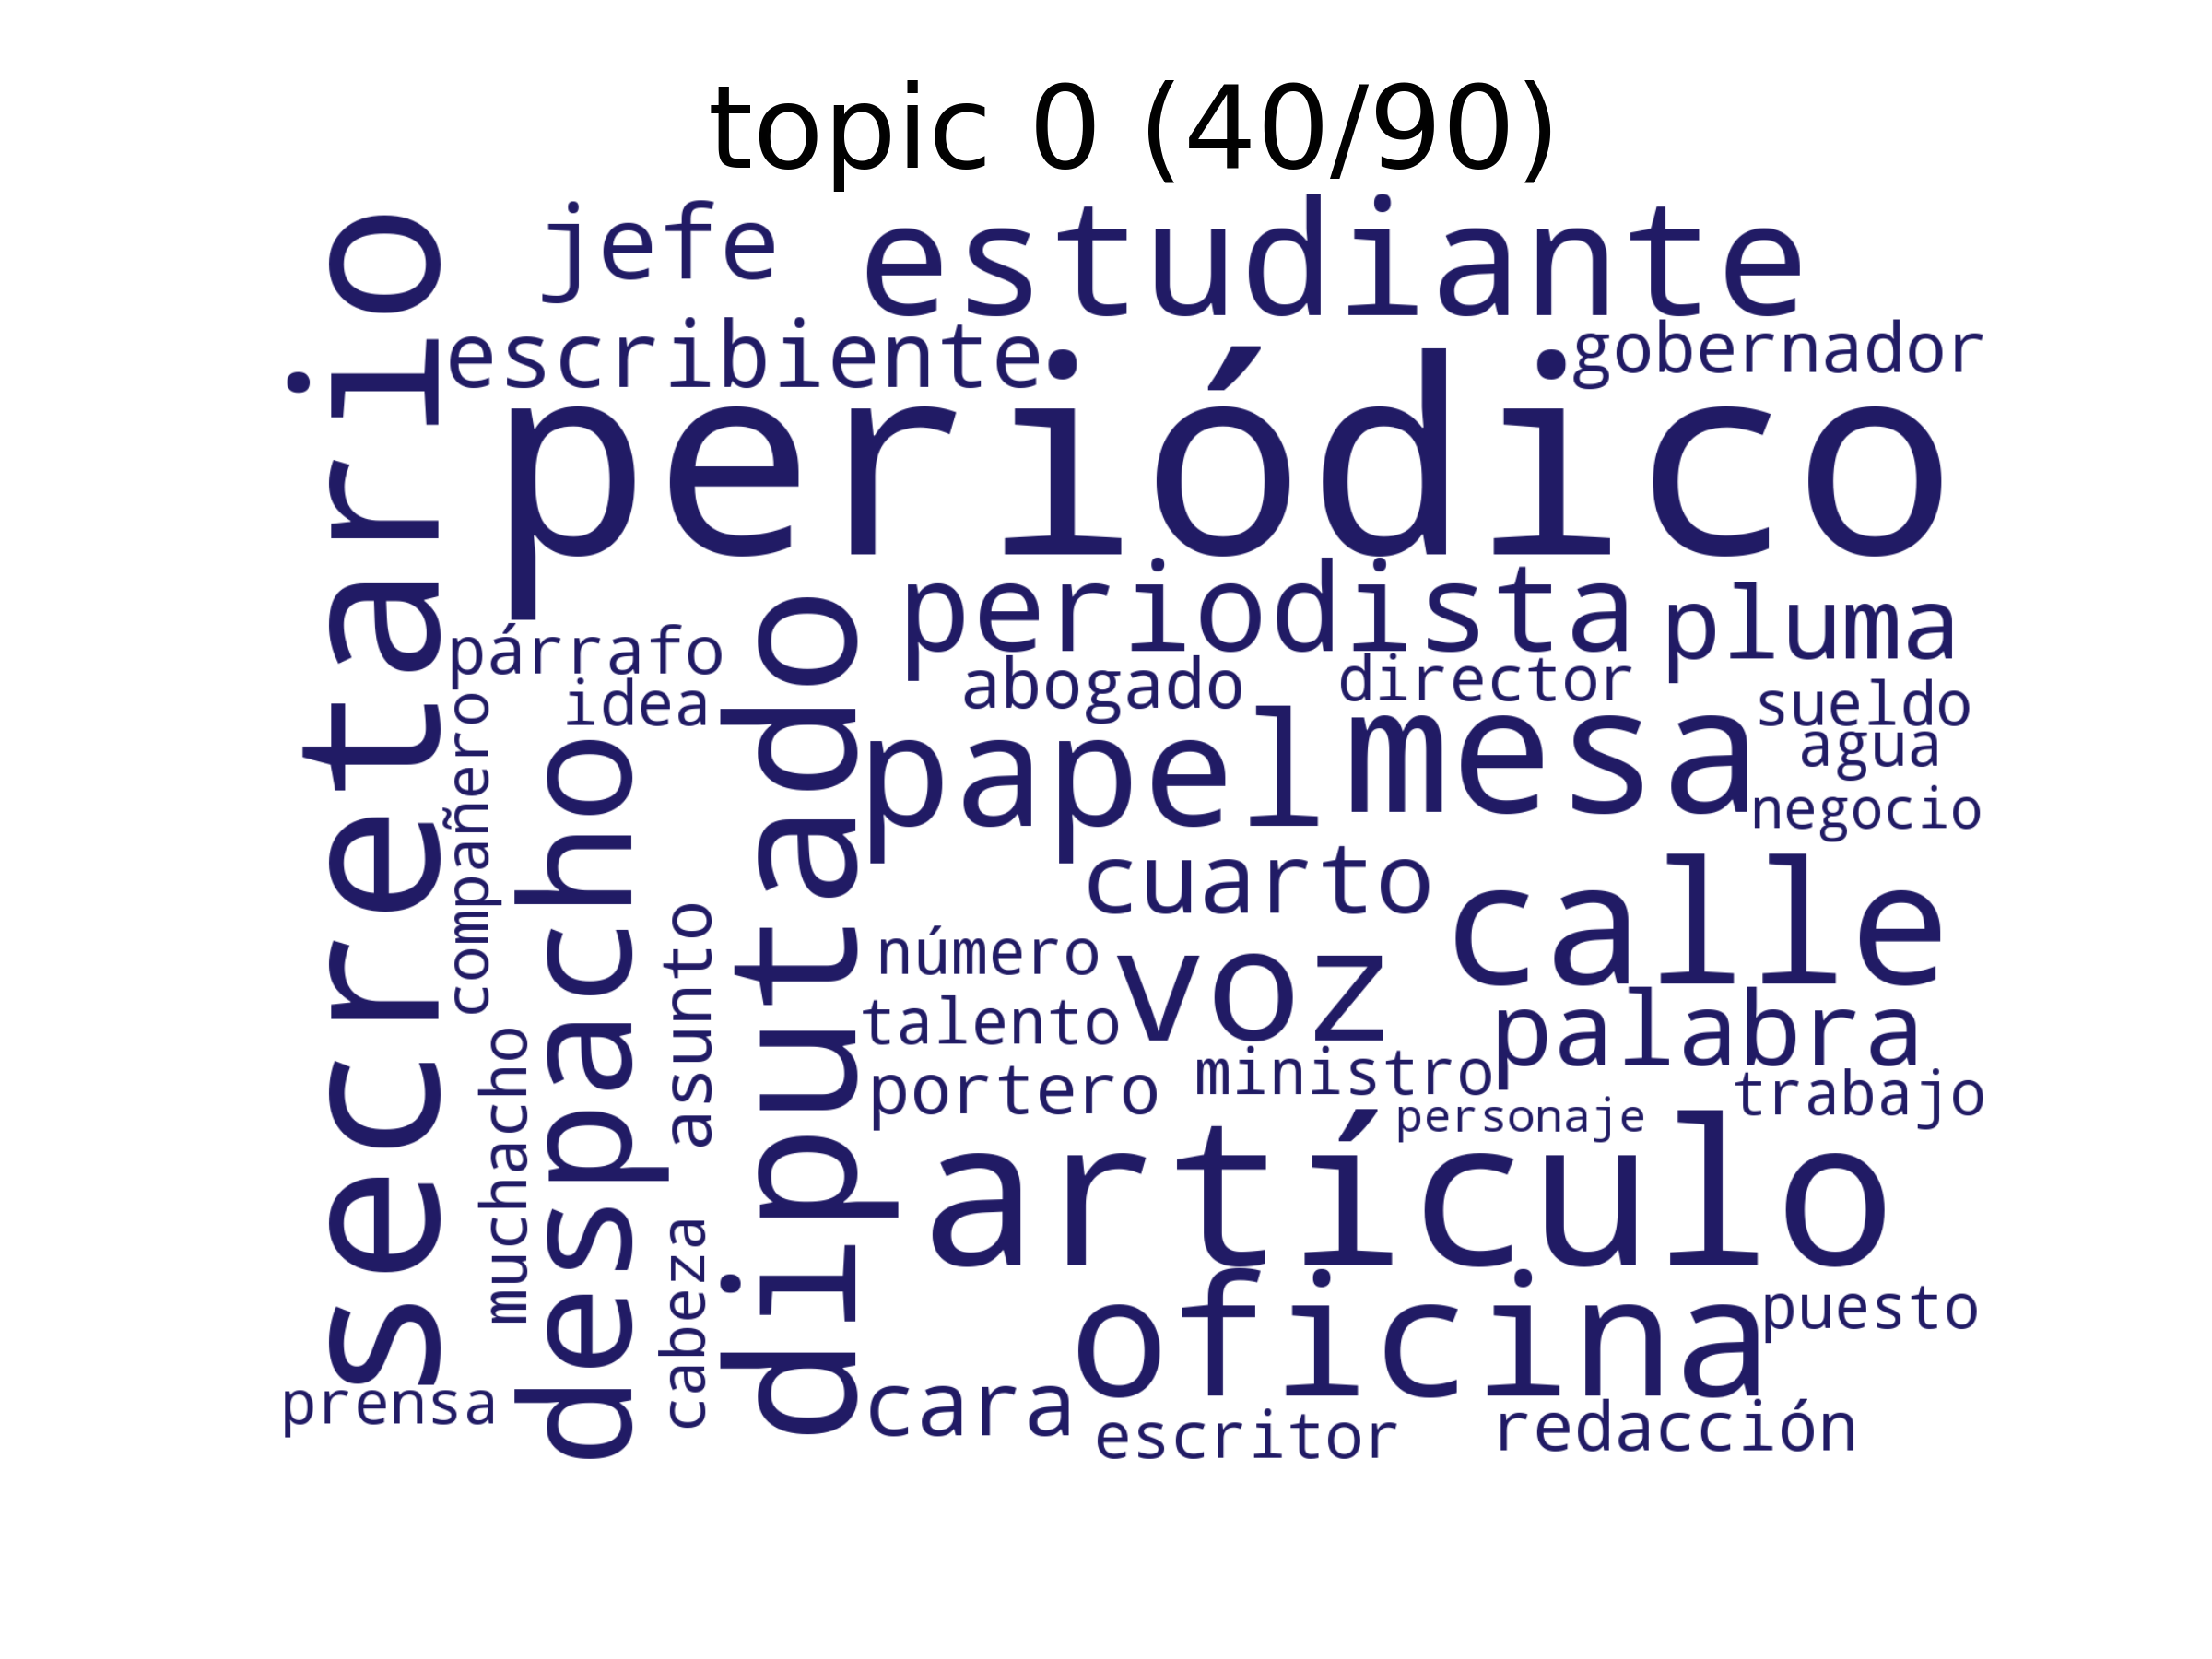 topic 0 (40/90)
jefe
estudiante
escribiente
gobernador
secretario
periódico
periodista
pluma
párrafo
abogado
director
idea
sueldo
compañero
despacho
diputado
papel
mesa
agua
negocio
cuarto
calle
asunto
número
voz
talento
palabra
muchacho
portero
ministro
trabajo
personaje
artículo
cabeza
oficina
puesto
prensa
cara
escritor
redacción